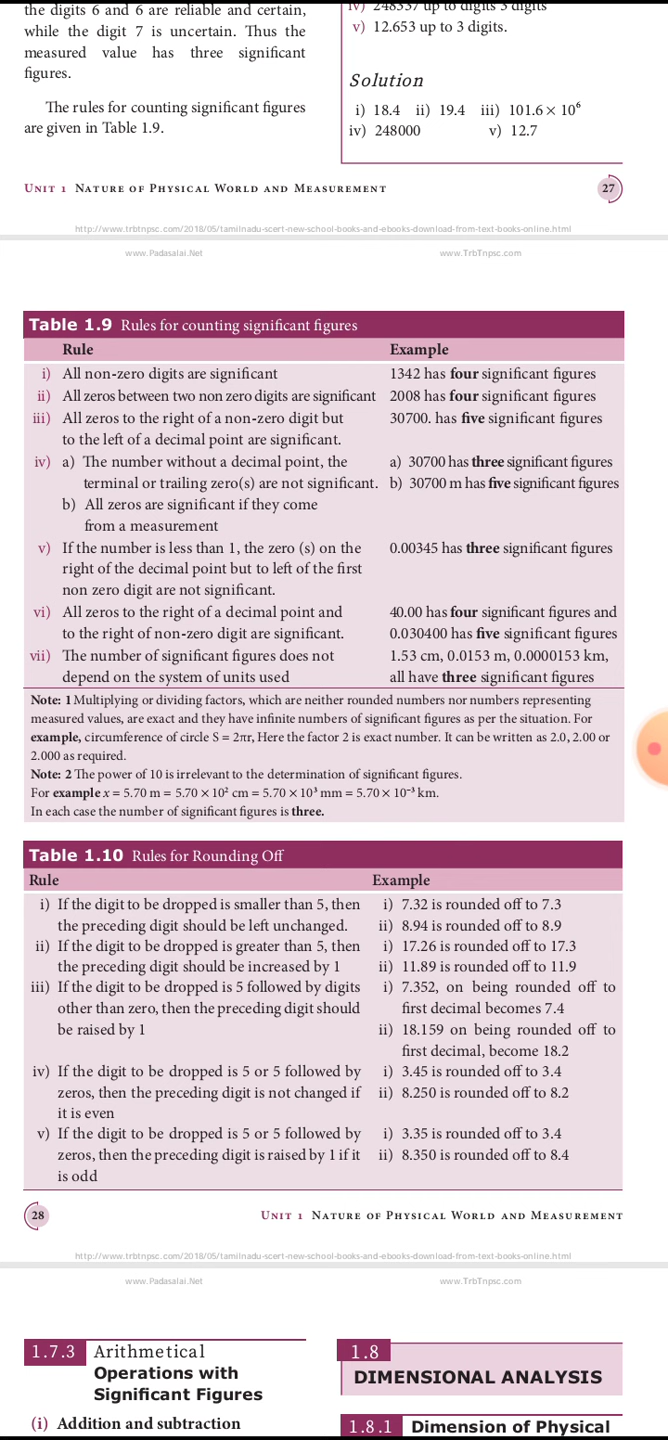 the digits 6 and 6 are reliable and certain,
while the digit 7 is uncertain. Thus the
measured value has three significant
figures.
The rules for counting significant figures
are given in Table 1.9.
iv) 248337 up to digits 3 digits
v) 12.653 up to 3 digits.
Solution
i) 18.4 ii) 19.4 iii) 101.6 × 10⁶
iv) 248000 v) 12.7
UNIT 1 NATURE OF PHYSICAL WORLD AND MEASUREMENT
27
http://www.trbtnpsc.com/2018/05/tamilnadu-scert-new-school-books-and-ebooks-download-from-text-books-online.html
www.Padasalai.Net www.TrbTnpsc.com
Table 1.9 Rules for counting significant figures
Rule Example
i) All non-zero digits are significant 1342 has four significant figures
ii) All zeros between two non zero digits are significant 2008 has four significant figures
iii) All zeros to the right of a non-zero digit but 30700. has five significant figures
to the left of a decimal point are significant.
iv) a) The number without a decimal point, the a) 30700 has three significant figures
terminal or trailing zero(s) are not significant. b) 30700 m has five significant figures
b) All zeros are significant if they come
from a measurement
v) If the number is less than 1, the zero (s) on the 0.00345 has three significant figures
right of the decimal point but to left of the first
non zero digit are not significant.
vi) All zeros to the right of a decimal point and 40.00 has four significant figures and
to the right of non-zero digit are significant. 0.030400 has five significant figures
vii) The number of significant figures does not 1.53 cm, 0.0153 m, 0.0000153 km,
depend on the system of units used all have three significant figures
Note: 1 Multiplying or dividing factors, which are neither rounded numbers nor numbers representing
measured values, are exact and they have infinite numbers of significant figures as per the situation. For
example, circumference of circle S = 2πr, Here the factor 2 is exact number. It can be written as 2.0, 2.00 or
2.000 as required.
Note: 2 The power of 10 is irrelevant to the determination of significant figures.
For example x = 5.70 m = 5.70 × 10² cm = 5.70 × 10³ mm = 5.70 × 10⁻³ km.
In each case the number of significant figures is three.
Table 1.10 Rules for Rounding Off
Rule Example
i) If the digit to be dropped is smaller than 5, then i) 7.32 is rounded off to 7.3
the preceding digit should be left unchanged. ii) 8.94 is rounded off to 8.9
ii) If the digit to be dropped is greater than 5, then i) 17.26 is rounded off to 17.3
the preceding digit should be increased by 1 ii) 11.89 is rounded off to 11.9
iii) If the digit to be dropped is 5 followed by digits i) 7.352, on being rounded off to
other than zero, then the preceding digit should first decimal becomes 7.4
be raised by 1 ii) 18.159 on being rounded off to
first decimal, become 18.2
iv) If the digit to be dropped is 5 or 5 followed by i) 3.45 is rounded off to 3.4
zeros, then the preceding digit is not changed if ii) 8.250 is rounded off to 8.2
it is even
v) If the digit to be dropped is 5 or 5 followed by i) 3.35 is rounded off to 3.4
zeros, then the preceding digit is raised by 1 if it ii) 8.350 is rounded off to 8.4
is odd
28
UNIT 1 NATURE OF PHYSICAL WORLD AND MEASUREMENT
http://www.trbtnpsc.com/2018/05/tamilnadu-scert-new-school-books-and-ebooks-download-from-text-books-online.html
www.Padasalai.Net www.TrbTnpsc.com
1.7.3 Arithmetical
Operations with
Significant Figures
(i) Addition and subtraction
1.8
DIMENSIONAL ANALYSIS
1.8.1 Dimension of Physical